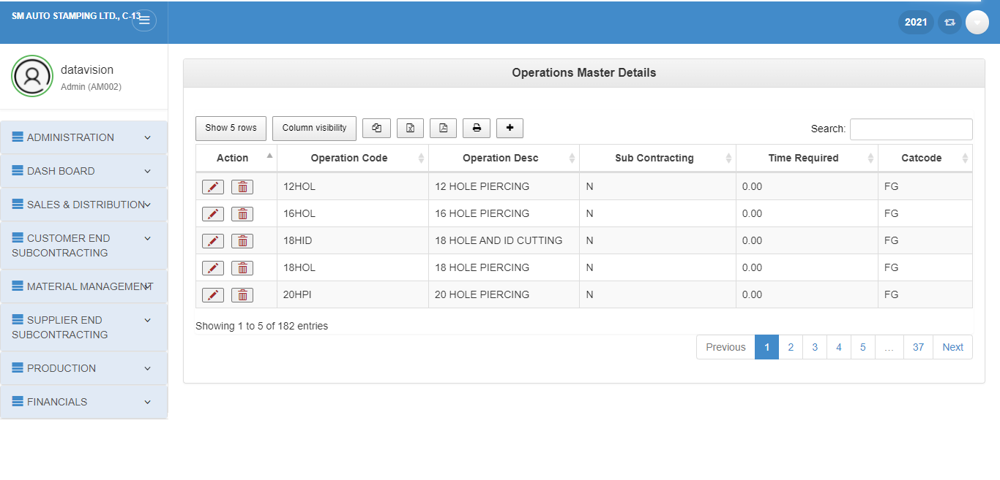 SM AUTO STAMPING LTD., C-13
2021
datavision
Admin (AM002)
ADMINISTRATION
DASH BOARD
SALES & DISTRIBUTION
CUSTOMER END
SUBCONTRACTING
MATERIAL MANAGEMENT
SUPPLIER END
SUBCONTRACTING
PRODUCTION
FINANCIALS
Operations Master Details
Show 5 rows Column visibility
Search:
Action Operation Code Operation Desc Sub Contracting Time Required Catcode
12HOL 12 HOLE PIERCING N 0.00 FG
16HOL 16 HOLE PIERCING N 0.00 FG
18HID 18 HOLE AND ID CUTTING N 0.00 FG
18HOL 18 HOLE PIERCING N 0.00 FG
20HPI 20 HOLE PIERCING N 0.00 FG
Showing 1 to 5 of 182 entries
Previous 1 2 3 4 5 … 37 Next